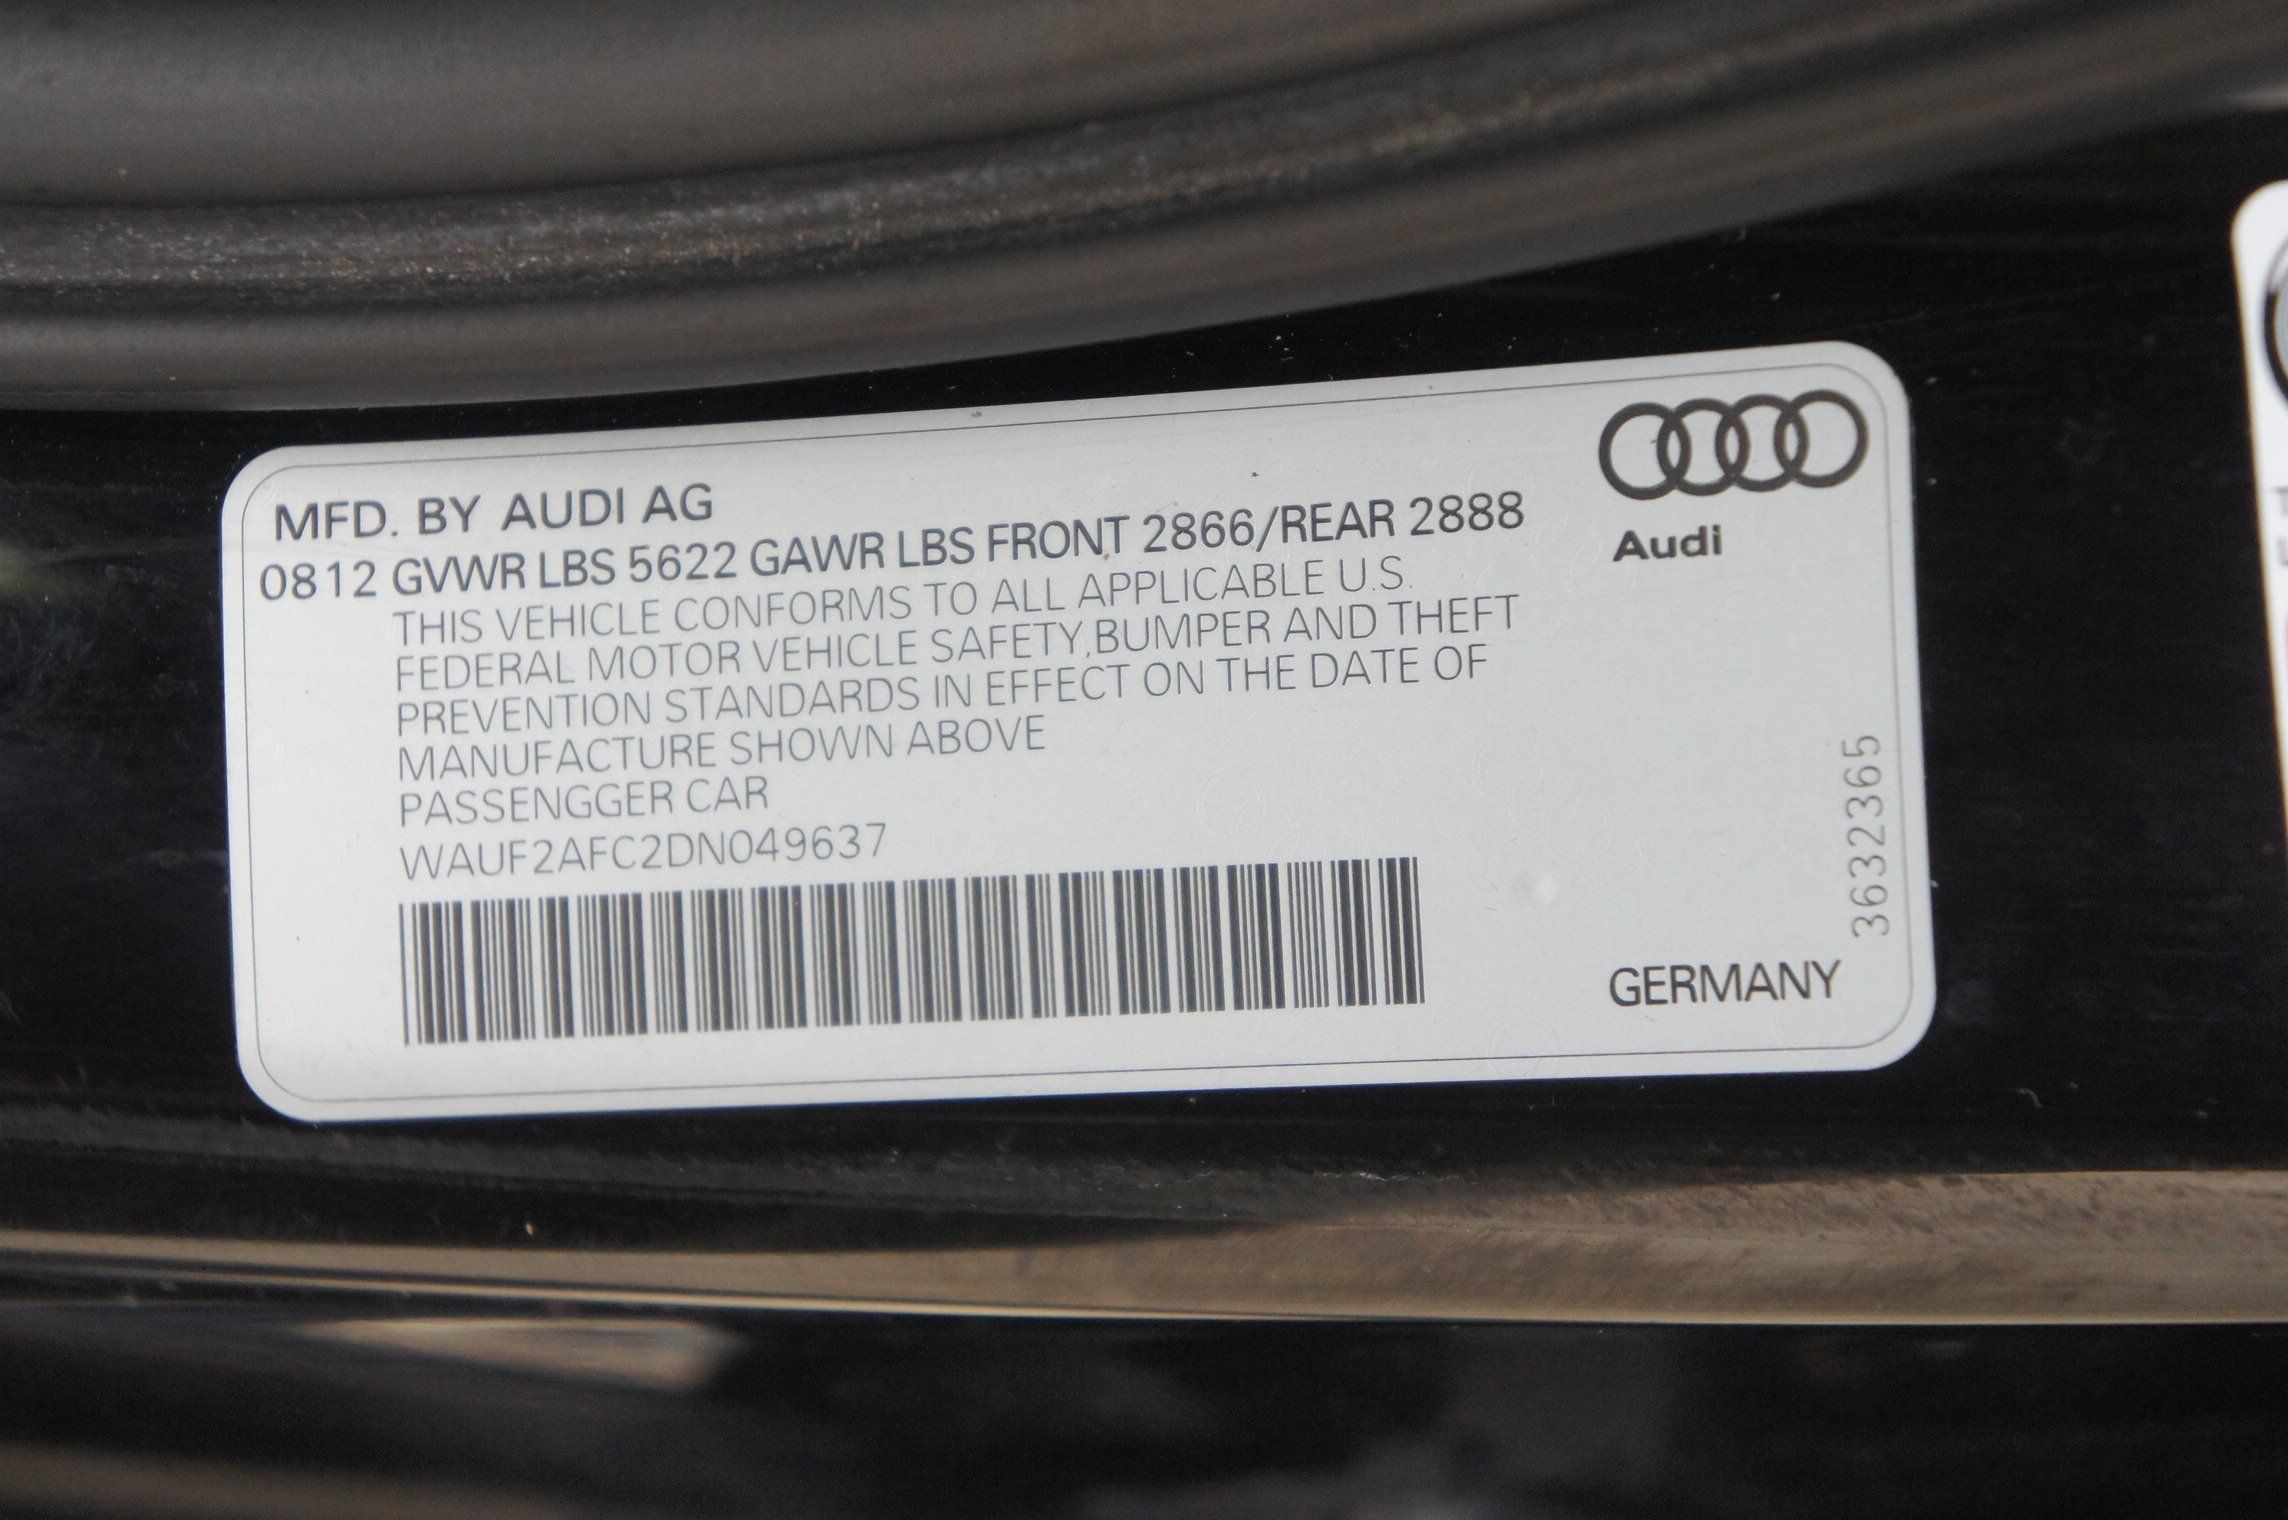 MFD. BY AUDI AG
0812 GVWR LBS 5622 GAWR LBS FRONT 2866/REAR 2888
THIS VEHICLE CONFORMS TO ALL APPLICABLE U.S.
FEDERAL MOTOR VEHICLE SAFETY,BUMPER AND THEFT
PREVENTION STANDARDS IN EFFECT ON THE DATE OF
MANUFACTURE SHOWN ABOVE
PASSENGGER CAR
WAUF2AFC2DN049637
Audi
3632365
GERMANY